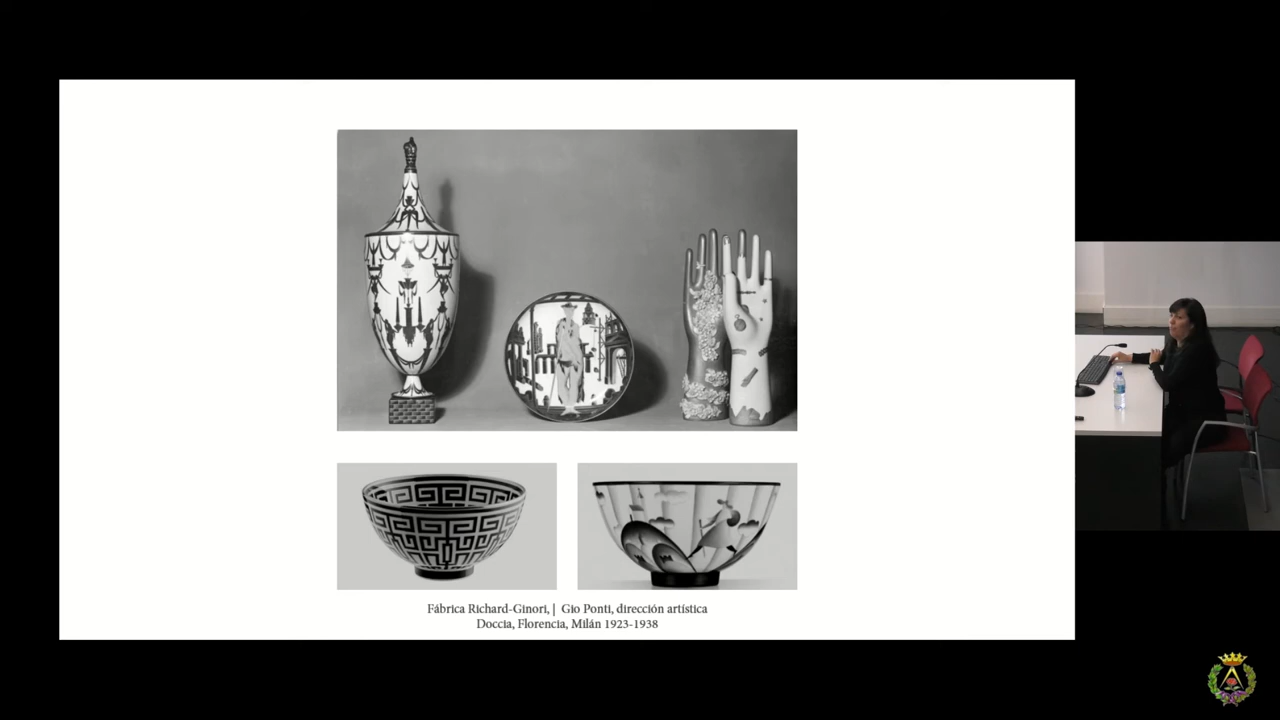 Fábrica Richard-Ginori, | Gio Ponti, dirección artística
Doccia, Florencia, Milán 1923-1938